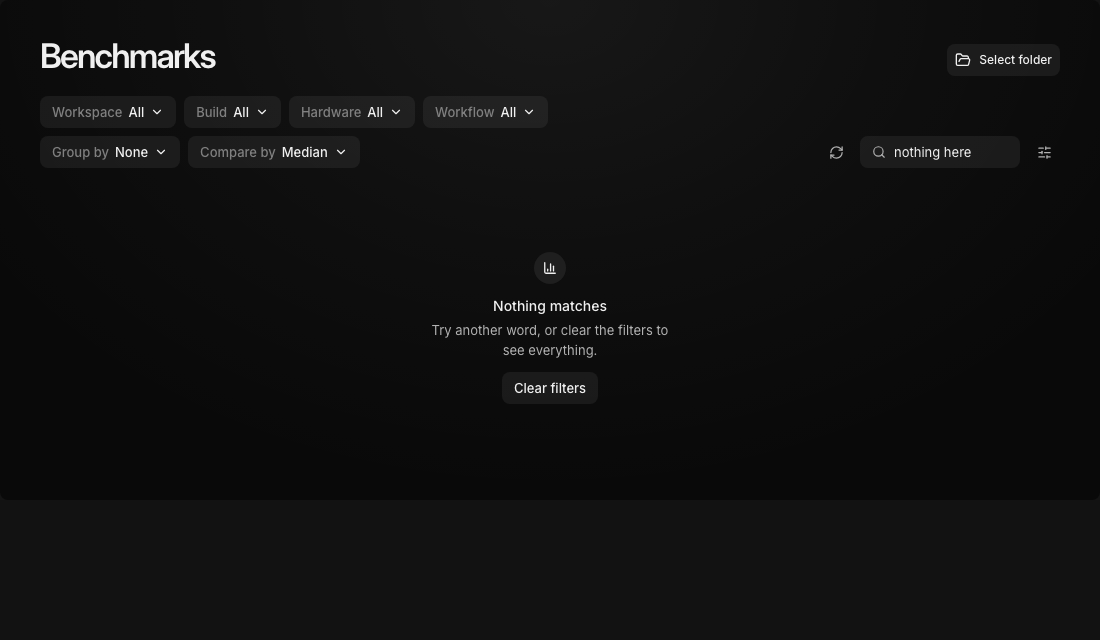 Benchmarks
Select folder
Workspace All
Build All
Hardware All
Workflow All
Group by None
Compare by Median
nothing here
Nothing matches
Try another word, or clear the filters to
see everything.
Clear filters